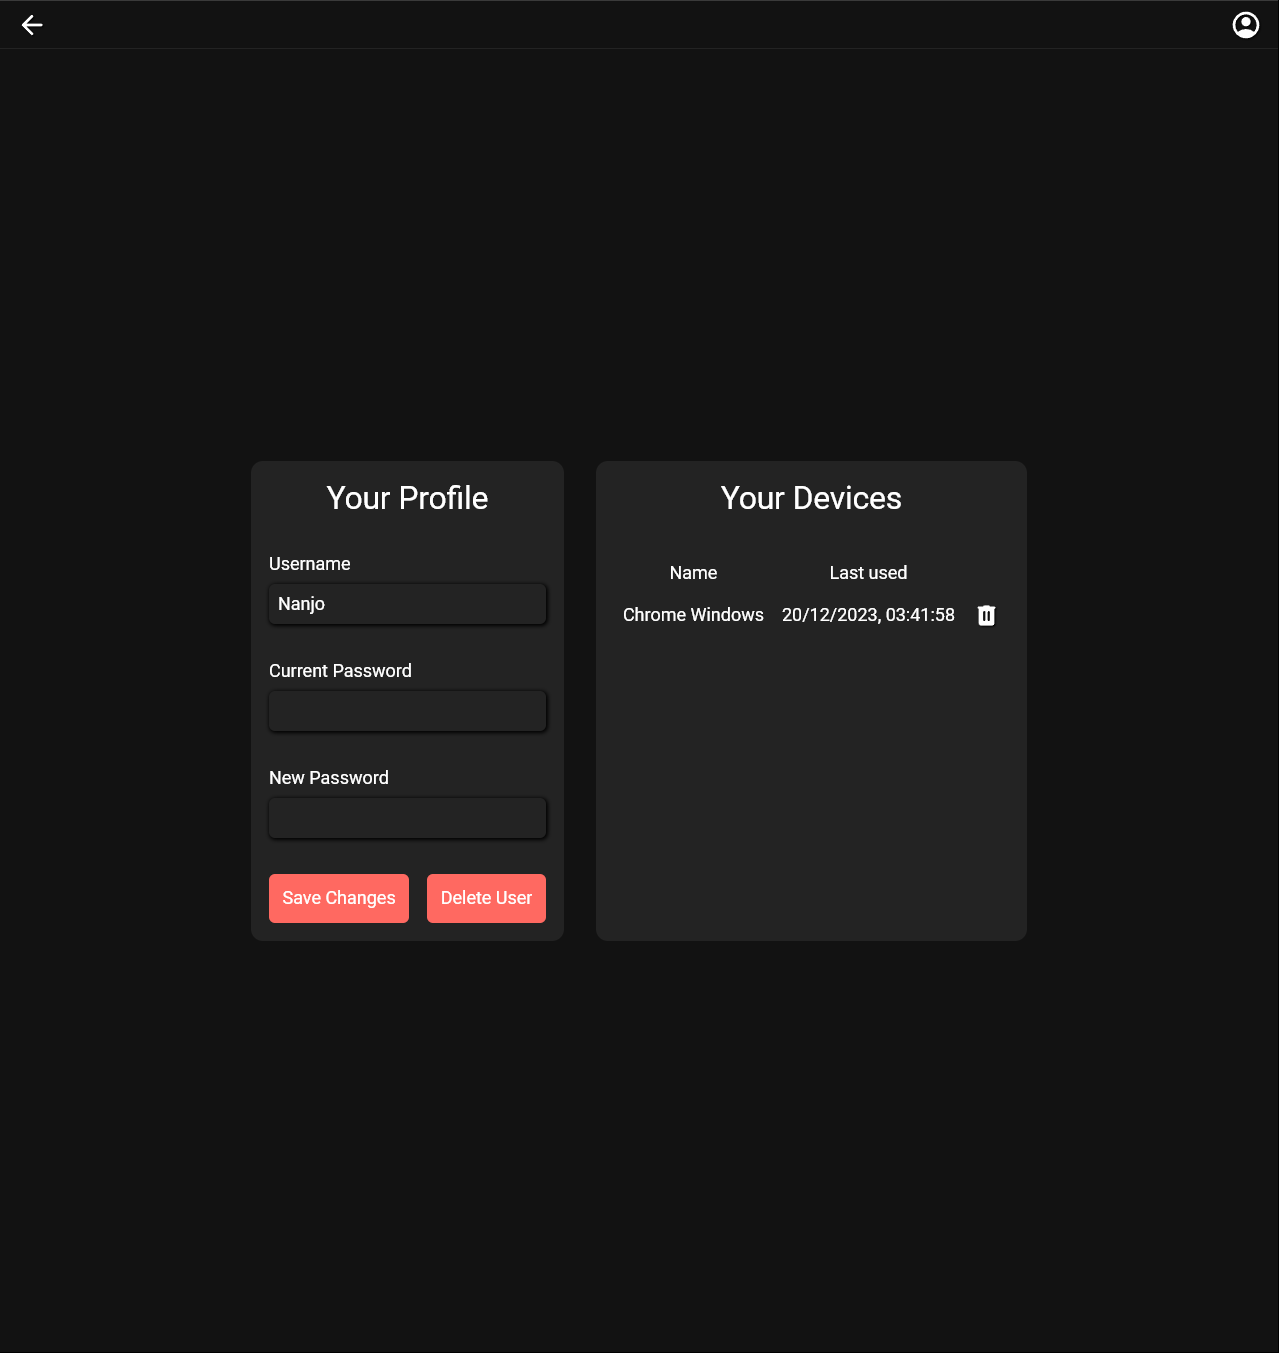 Your Profile
Username
Nanjo
Current Password
New Password
Save Changes Delete User
Your Devices
Name Last used
Chrome Windows 20/12/2023, 03:41:58